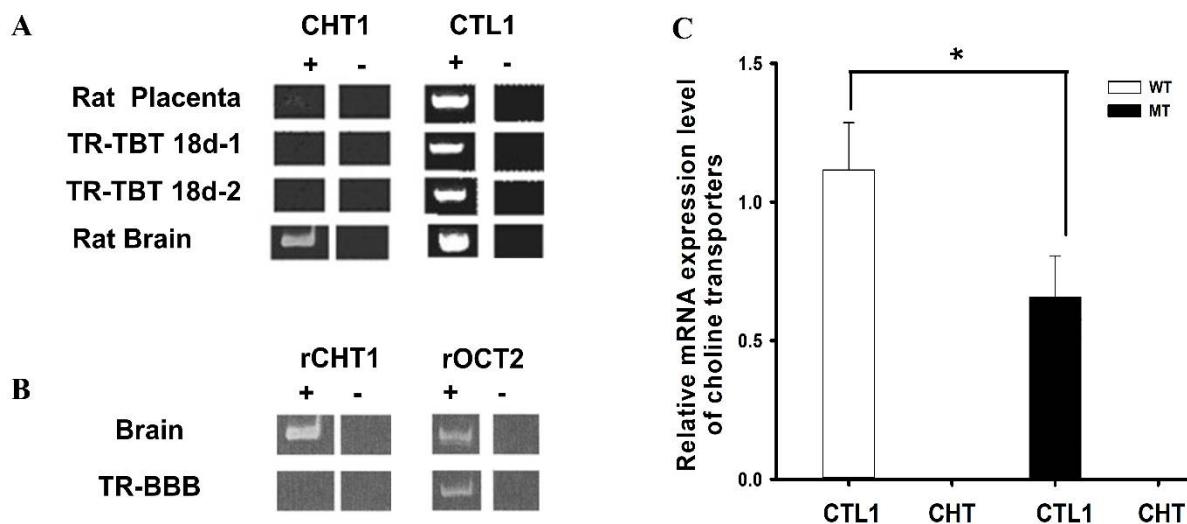 A
CHT1 CTL1
+ - + -
Rat Placenta
TR-TBT 18d-1
TR-TBT 18d-2
Rat Brain
B
rCHT1 rOCT2
+ - + -
Brain
TR-BBB
C
Relative mRNA expression level
of choline transporters
1.5
1.0
0.5
0.0
*
WT
MT
CTL1 CHT CTL1 CHT